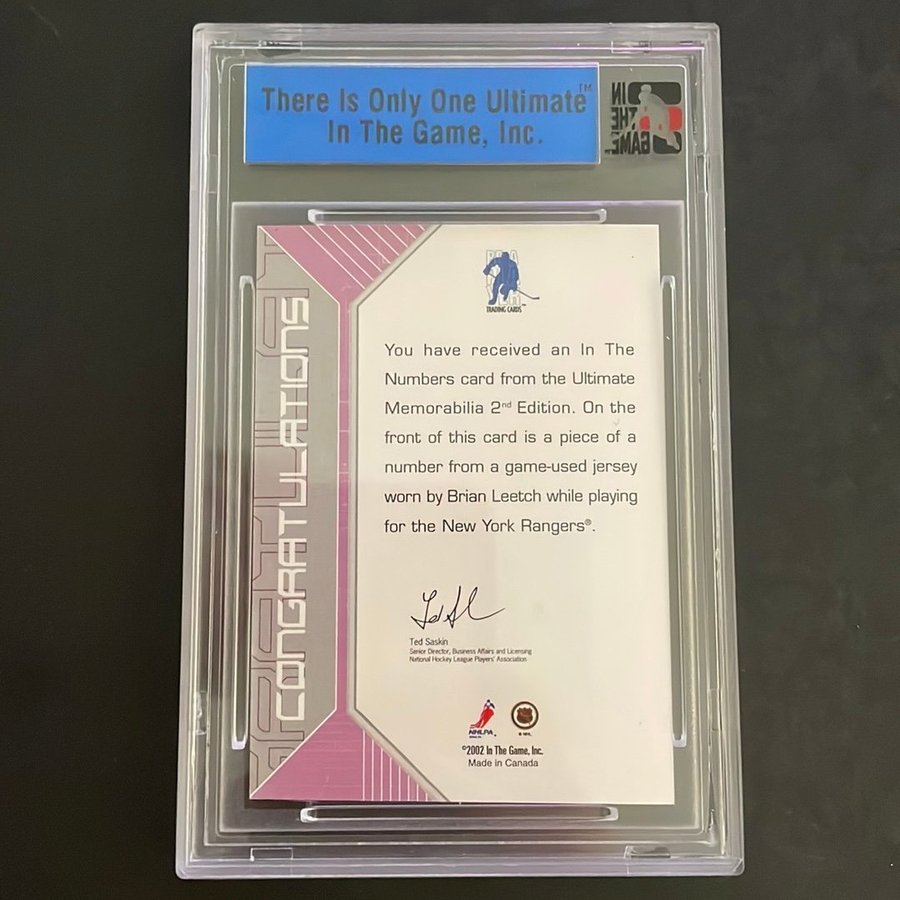 There Is Only One Ultimate™
In The Game, Inc.
IN
THE
GAME
CONGRATULATIONS
TRADING CARDS™
You have received an In The
Numbers card from the Ultimate
Memorabilia 2nd Edition. On the
front of this card is a piece of a
number from a game-used jersey
worn by Brian Leetch while playing
for the New York Rangers®.
Ted Saskin
Senior Director, Business Affairs and Licensing
National Hockey League Players' Association
NHLPA
© NHL
©2002 In The Game, Inc.
Made in Canada